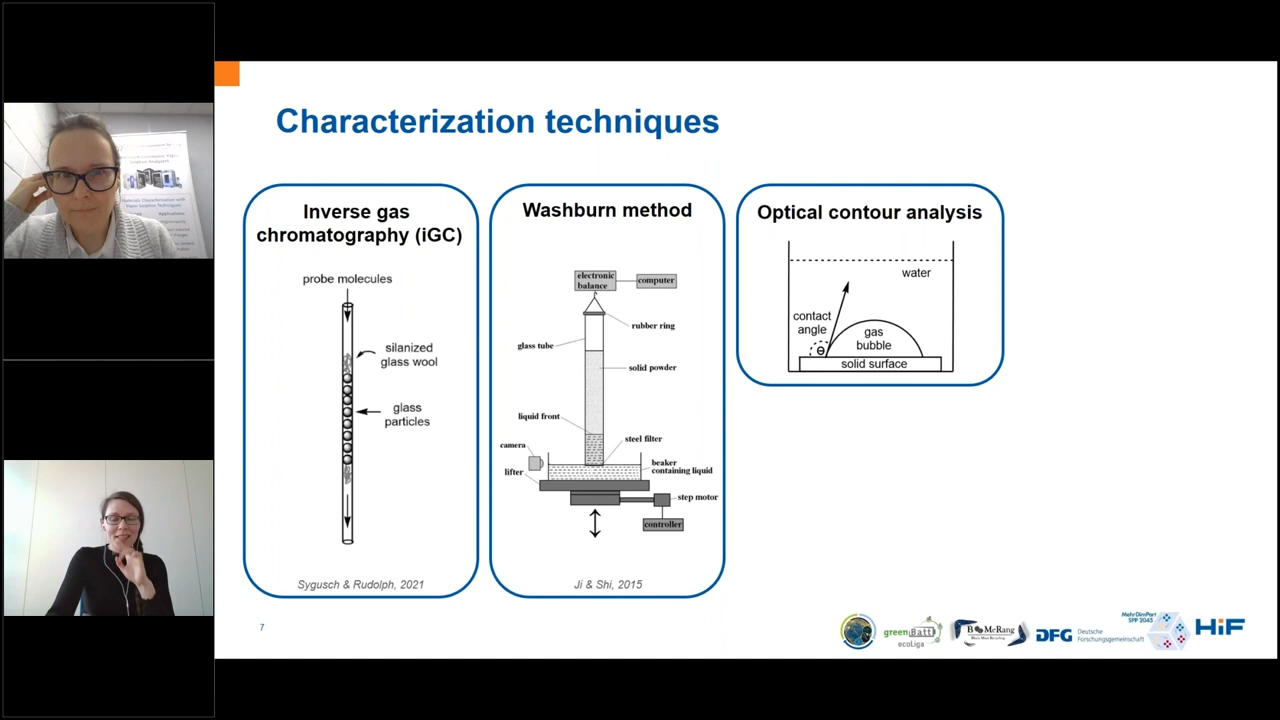 Characterization techniques
Inverse gas
chromatography (iGC)
probe molecules
silanized
glass wool
glass
particles
Sygusch & Rudolph, 2021
Washburn method
electronic
balance
computer
rubber ring
glass tube
solid powder
liquid front
steel filter
camera
beaker
containing liquid
lifter
step motor
controller
Ji & Shi, 2015
Optical contour analysis
water
contact
angle
gas
bubble
Θ
solid surface
7
greenBatt
ecoLiga
DFG
Deutsche
Forschungsgemeinschaft
MehrDimPart
SPP 2045
HiF